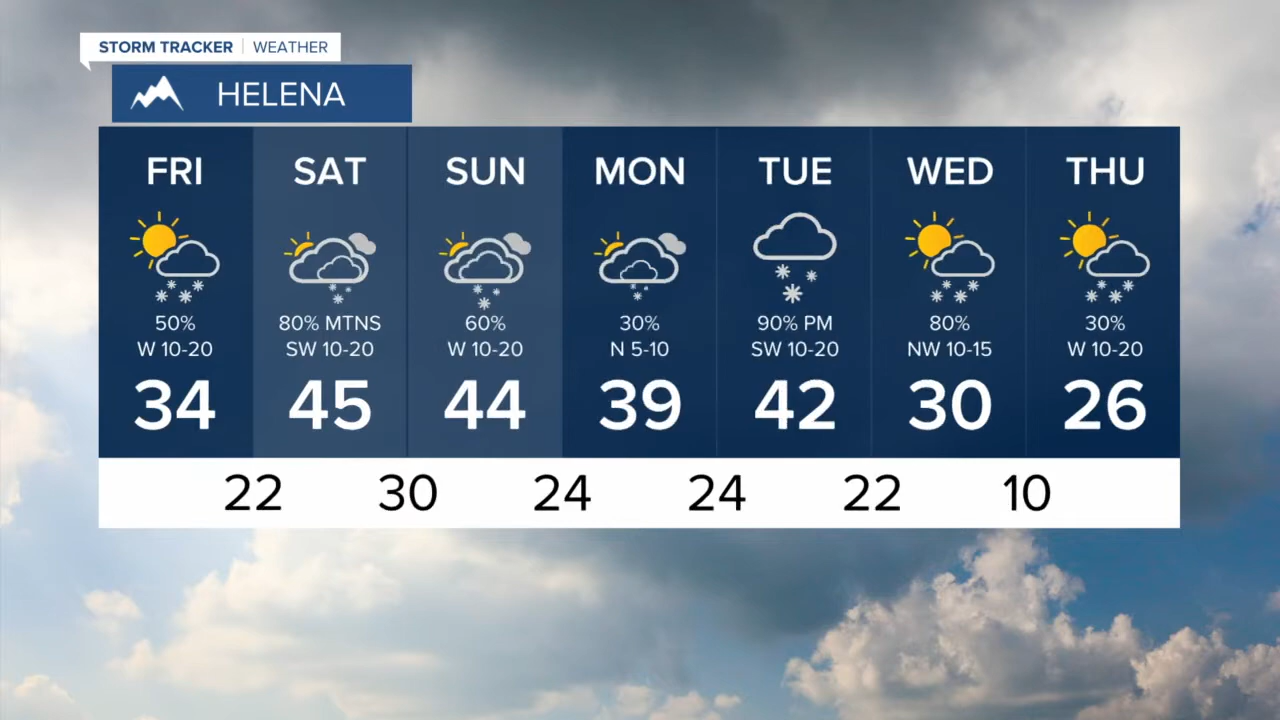 STORM TRACKER | WEATHER
HELENA
FRI SAT SUN MON TUE WED THU
50% 80% MTNS 60% 30% 90% PM 80% 30%
W 10-20 SW 10-20 W 10-20 N 5-10 SW 10-20 NW 10-15 W 10-20
34 45 44 39 42 30 26
22 30 24 24 22 10